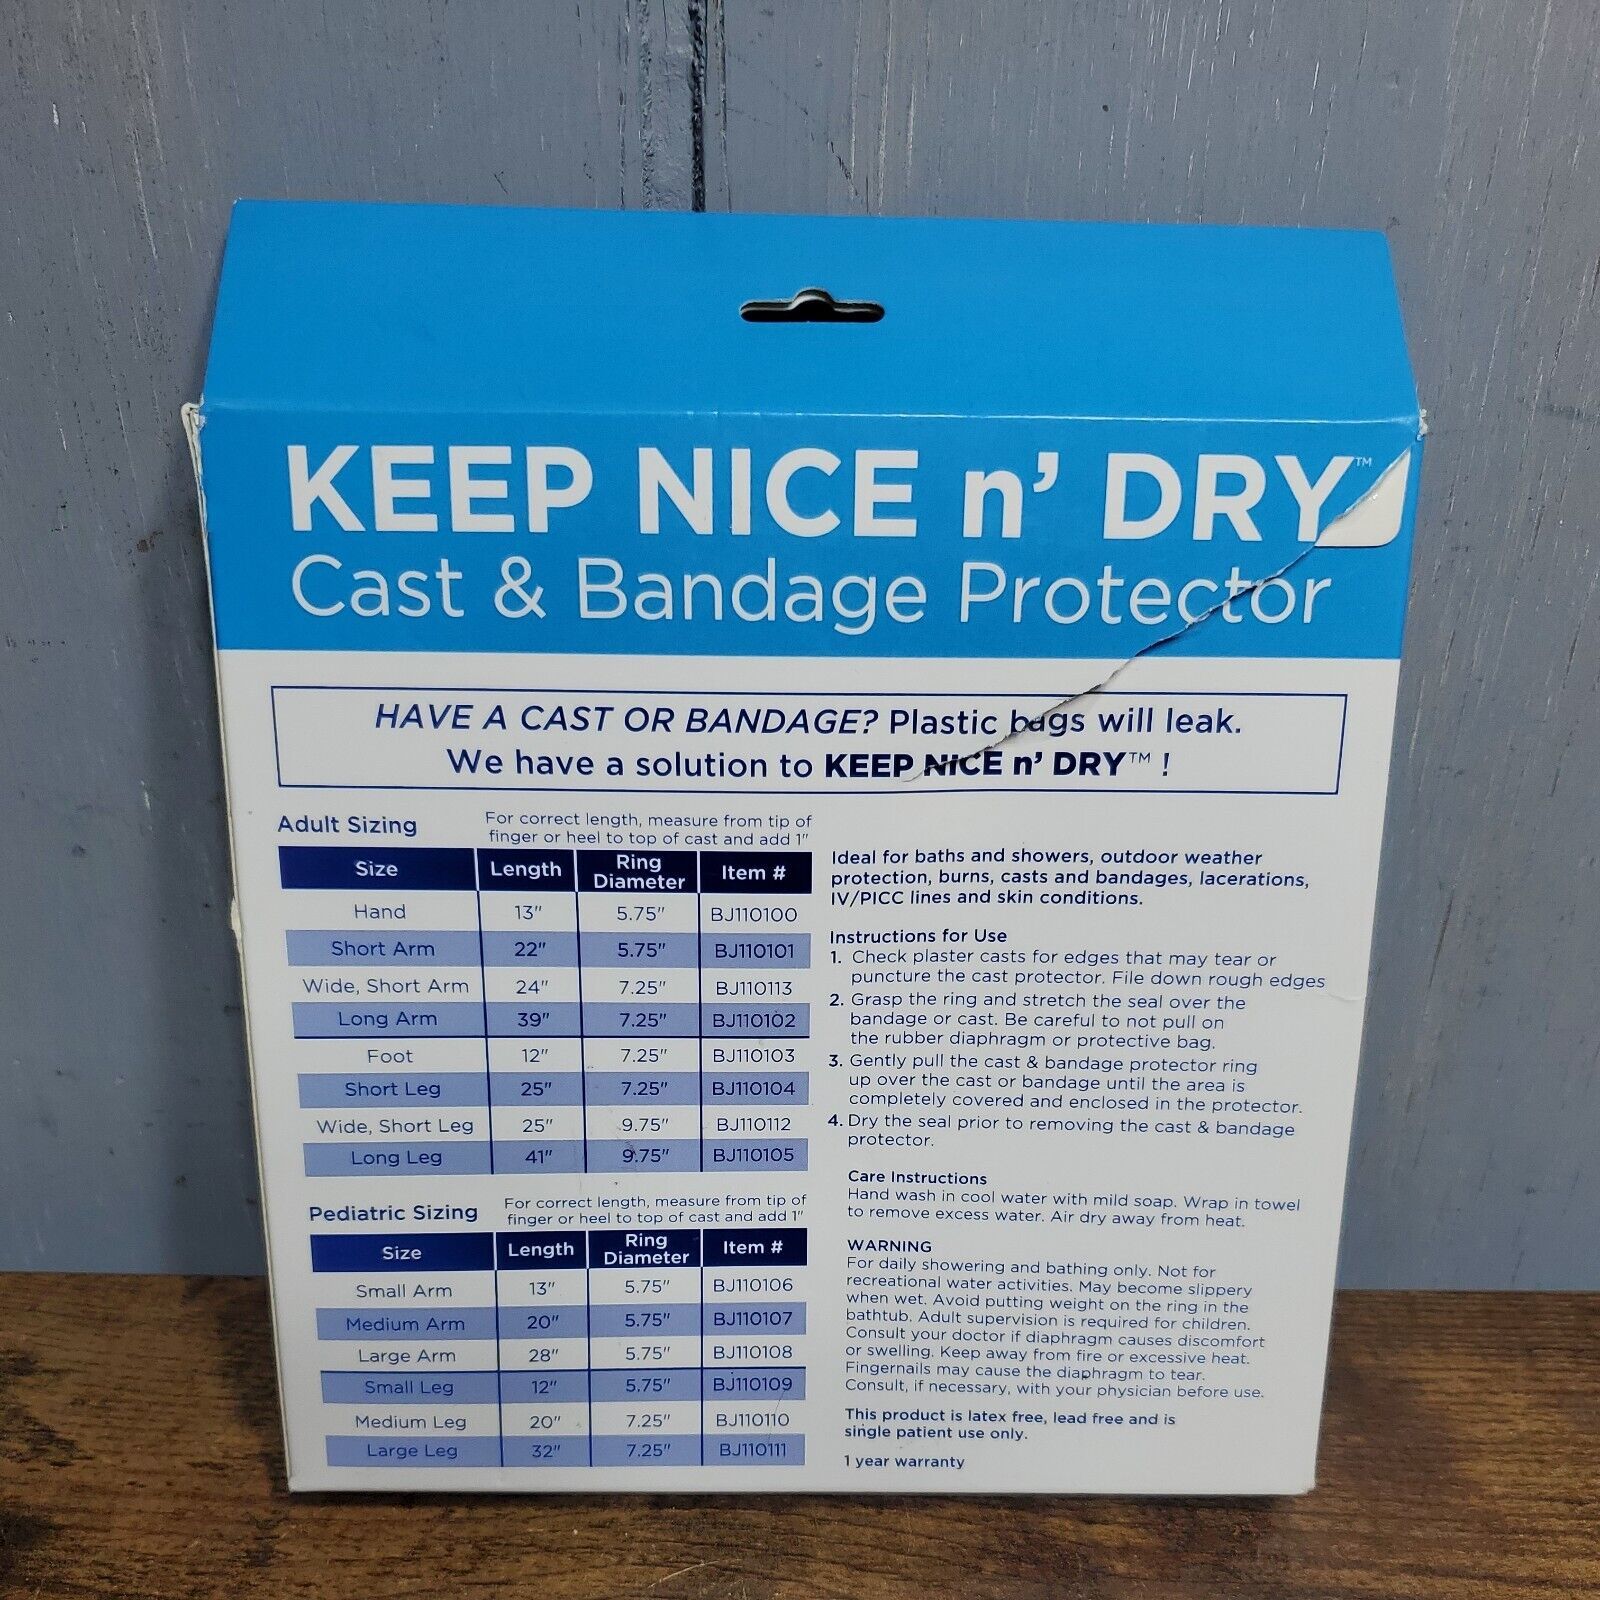 KEEP NICE n' DRY™
Cast & Bandage Protector
HAVE A CAST OR BANDAGE? Plastic bags will leak.
We have a solution to KEEP NICE n' DRY™ !
Adult Sizing
For correct length, measure from tip of
finger or heel to top of cast and add 1"
Size Length Ring Diameter Item #
Hand 13" 5.75" BJ110100
Short Arm 22" 5.75" BJ110101
Wide, Short Arm 24" 7.25" BJ110113
Long Arm 39" 7.25" BJ110102
Foot 12" 7.25" BJ110103
Short Leg 25" 7.25" BJ110104
Wide, Short Leg 25" 9.75" BJ110112
Long Leg 41" 9.75" BJ110105
Pediatric Sizing
For correct length, measure from tip of
finger or heel to top of cast and add 1"
Size Length Ring Diameter Item #
Small Arm 13" 5.75" BJ110106
Medium Arm 20" 5.75" BJ110107
Large Arm 28" 5.75" BJ110108
Small Leg 12" 5.75" BJ110109
Medium Leg 20" 7.25" BJ110110
Large Leg 32" 7.25" BJ110111
Ideal for baths and showers, outdoor weather
protection, burns, casts and bandages, lacerations,
IV/PICC lines and skin conditions.
Instructions for Use
1. Check plaster casts for edges that may tear or
puncture the cast protector. File down rough edges
2. Grasp the ring and stretch the seal over the
bandage or cast. Be careful to not pull on
the rubber diaphragm or protective bag.
3. Gently pull the cast & bandage protector ring
up over the cast or bandage until the area is
completely covered and enclosed in the protector.
4. Dry the seal prior to removing the cast & bandage
protector.
Care Instructions
Hand wash in cool water with mild soap. Wrap in towel
to remove excess water. Air dry away from heat.
WARNING
For daily showering and bathing only. Not for
recreational water activities. May become slippery
when wet. Avoid putting weight on the ring in the
bathtub. Adult supervision is required for children.
Consult your doctor if diaphragm causes discomfort
or swelling. Keep away from fire or excessive heat.
Fingernails may cause the diaphragm to tear.
Consult, if necessary, with your physician before use.
This product is latex free, lead free and is
single patient use only.
1 year warranty